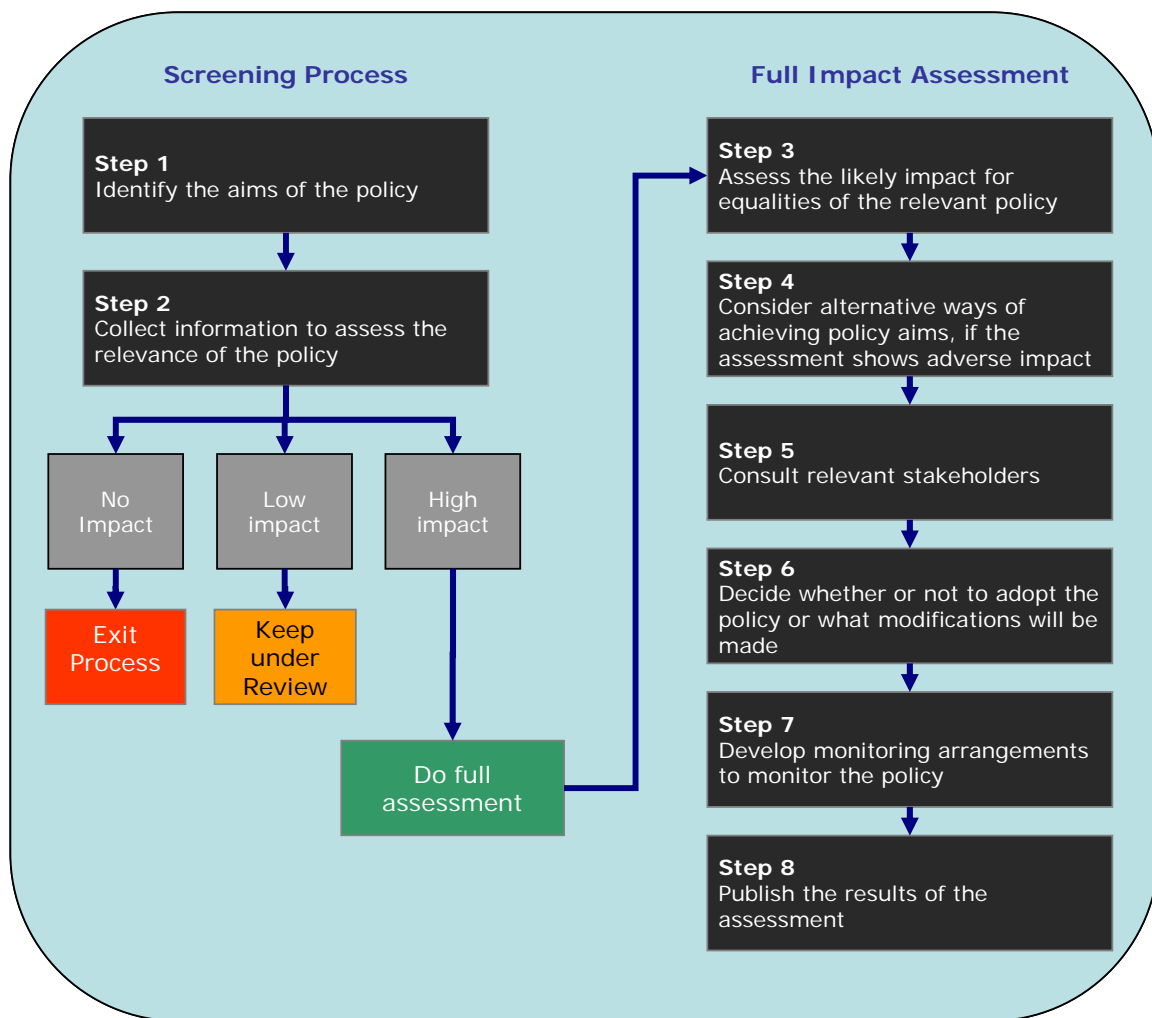 Screening Process
Step 1
Identify the aims of the policy
Step 2
Collect information to assess the
relevance of the policy
No
Impact
Low
impact
High
impact
Exit
Process
Keep
under
Review
Do full
assessment
Full Impact Assessment
Step 3
Assess the likely impact for
equalities of the relevant policy
Step 4
Consider alternative ways of
achieving policy aims, if the
assessment shows adverse impact
Step 5
Consult relevant stakeholders
Step 6
Decide whether or not to adopt the
policy or what modifications will be
made
Step 7
Develop monitoring arrangements
to monitor the policy
Step 8
Publish the results of the
assessment